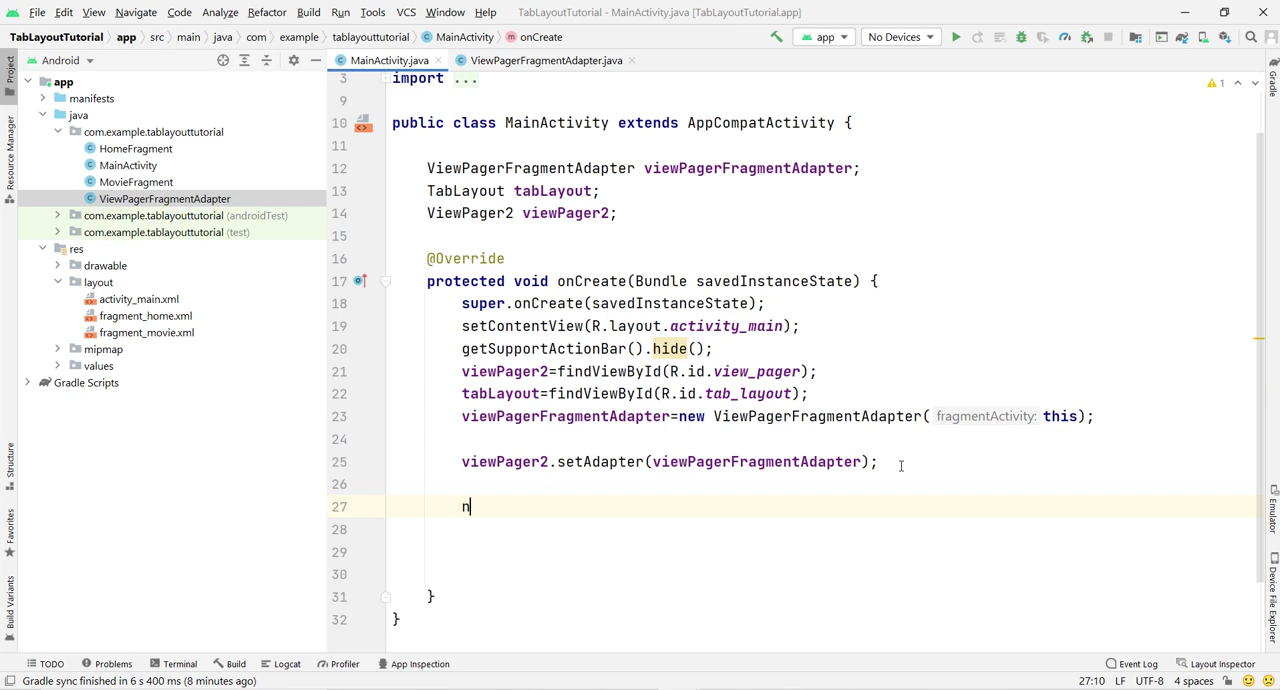 File Edit View Navigate Code Analyze Refactor Build Run Tools VCS Window Help TabLayoutTutorial - MainActivity.java [TabLayoutTutorial.app]
TabLayoutTutorial app src main java com example tablayouttutorial MainActivity onCreate app No Devices
Android
MainActivity.java
ViewPagerFragmentAdapter.java
Project
Resource Manager
Structure
Favorites
Build Variants
app
manifests
java
com.example.tablayouttutorial
HomeFragment
MainActivity
MovieFragment
ViewPagerFragmentAdapter
com.example.tablayouttutorial (androidTest)
com.example.tablayouttutorial (test)
res
drawable
layout
activity_main.xml
fragment_home.xml
fragment_movie.xml
mipmap
values
Gradle Scripts
3 import ...
9
10 public class MainActivity extends AppCompatActivity {
11
12 ViewPagerFragmentAdapter viewPagerFragmentAdapter;
13 TabLayout tabLayout;
14 ViewPager2 viewPager2;
15
16 @Override
17 protected void onCreate(Bundle savedInstanceState) {
18 super.onCreate(savedInstanceState);
19 setContentView(R.layout.activity_main);
20 getSupportActionBar().hide();
21 viewPager2=findViewById(R.id.view_pager);
22 tabLayout=findViewById(R.id.tab_layout);
23 viewPagerFragmentAdapter=new ViewPagerFragmentAdapter( fragmentActivity: this);
24
25 viewPager2.setAdapter(viewPagerFragmentAdapter);
26
27 n
28
29
30
31 }
32 }
1
Gradle
Emulator
Device File Explorer
TODO Problems Terminal Build Logcat Profiler App Inspection Event Log Layout Inspector
Gradle sync finished in 6 s 400 ms (8 minutes ago) 27:10 LF UTF-8 4 spaces